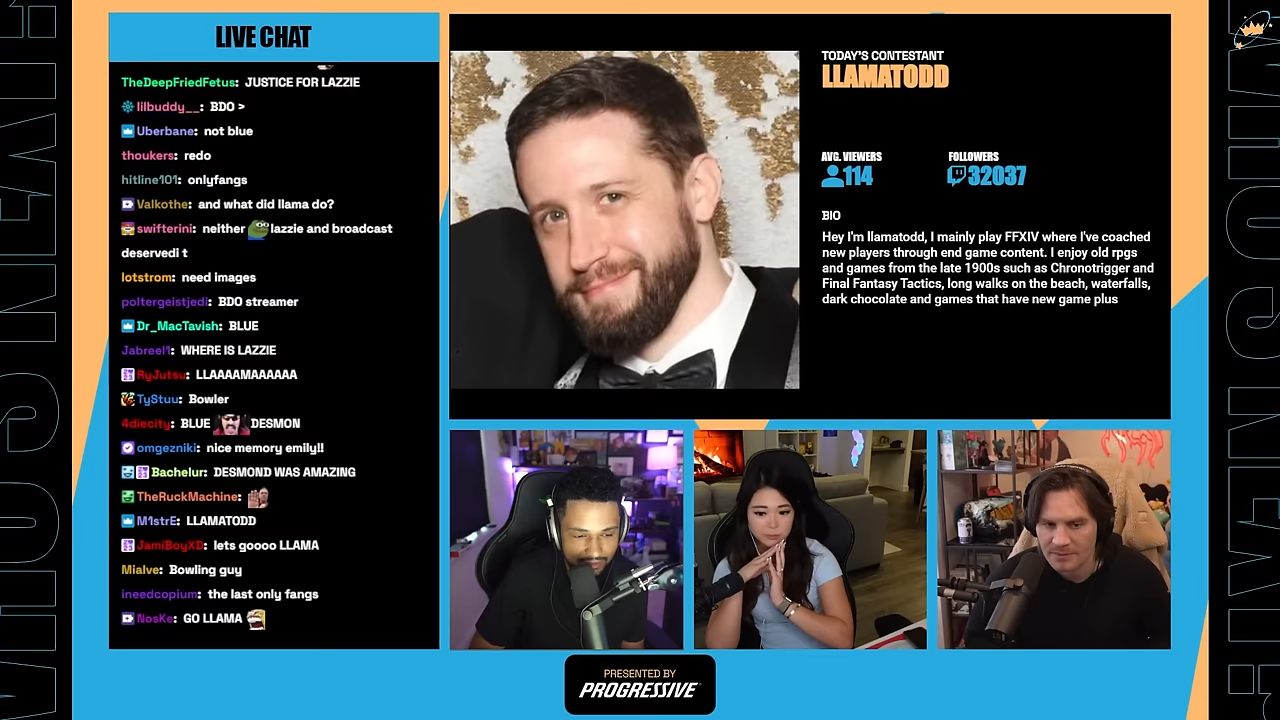 LIVE CHAT
TheDeepFriedFetus: JUSTICE FOR LAZZIE
lilbuddy__: BDO >
Uberbane: not blue
thoukers: redo
hitline101: onlyfangs
Valkothe: and what did llama do?
swifterini: neither lazzie and broadcast
deservedi t
lotstrom: need images
poltergeistjedi: BDO streamer
Dr_MacTavish: BLUE
Jabreel1: WHERE IS LAZZIE
RyJutsu: LLAAAAMAAAAAA
TyStuu: Bowler
4diecity: BLUE DESMON
omgezniki: nice memory emily!!
Bachelur: DESMOND WAS AMAZING
TheRuckMachine:
M1strE: LLAMATODD
JamiBoyXD: lets goooo LLAMA
Mialve: Bowling guy
ineedcopium: the last only fangs
NosKe: GO LLAMA
TODAY'S CONTESTANT
LLAMATODD
AVG. VIEWERS
114
FOLLOWERS
32037
BIO
Hey I'm llamatodd, I mainly play FFXIV where I've coached
new players through end game content. I enjoy old rpgs
and games from the late 1900s such as Chronotrigger and
Final Fantasy Tactics, long walks on the beach, waterfalls,
dark chocolate and games that have new game plus
PRESENTED BY
PROGRESSIVE